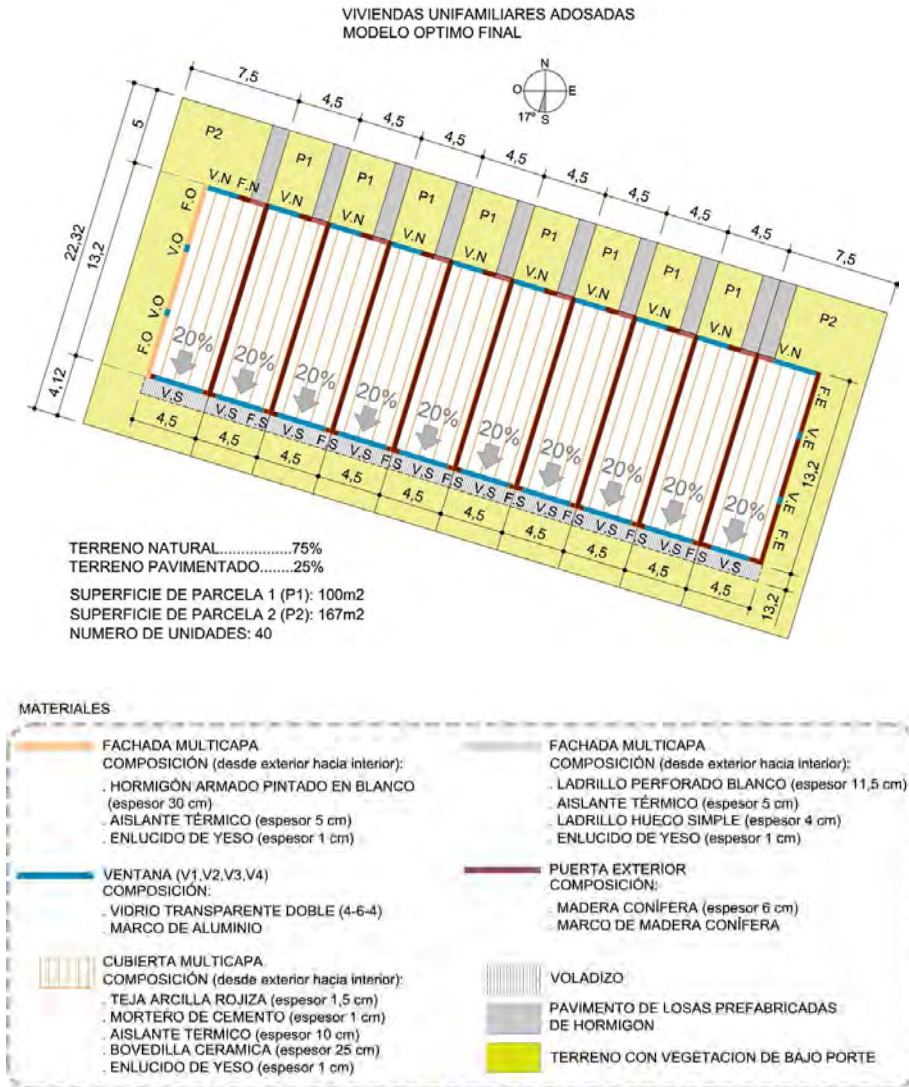 VIVIENDAS UNIFAMILIARES ADOSADAS
MODELO OPTIMO FINAL
N
O E
17º S
7,5
4,5
4,5
4,5
4,5
4,5
4,5
4,5
4,5
7,5
5
22,32
13,2
4,12
P2
P1
P1
P1
P1
P1
P1
P1
P1
P2
V.N F.N
V.N
V.N
V.N
V.N
V.N
V.N
V.N
V.N
V.N
F.O
V.O
V.O
F.O
F.E
V.E
V.E
F.E
13,2
20%
20%
20%
20%
20%
20%
20%
20%
20%
20%
V.S
V.S F.S
V.S F.S
V.S F.S
V.S F.S
V.S F.S
V.S F.S
V.S F.S
V.S F.S
V.S
4,5
4,5
4,5
4,5
4,5
4,5
4,5
4,5
4,5
4,5
13,2
TERRENO NATURAL.................75%
TERRENO PAVIMENTADO........25%
SUPERFICIE DE PARCELA 1 (P1): 100m2
SUPERFICIE DE PARCELA 2 (P2): 167m2
NUMERO DE UNIDADES: 40
MATERIALES
FACHADA MULTICAPA
COMPOSICIÓN (desde exterior hacia interior):
. HORMIGÓN ARMADO PINTADO EN BLANCO
(espesor 30 cm)
. AISLANTE TÉRMICO (espesor 5 cm)
. ENLUCIDO DE YESO (espesor 1 cm)
VENTANA (V1,V2,V3,V4)
COMPOSICIÓN:
. VIDRIO TRANSPARENTE DOBLE (4-6-4)
. MARCO DE ALUMINIO
CUBIERTA MULTICAPA
COMPOSICIÓN (desde exterior hacia interior):
. TEJA ARCILLA ROJIZA (espesor 1,5 cm)
. MORTERO DE CEMENTO (espesor 1 cm)
. AISLANTE TERMICO (espesor 10 cm)
. BOVEDILLA CERAMICA (espesor 25 cm)
. ENLUCIDO DE YESO (espesor 1 cm)
FACHADA MULTICAPA
COMPOSICIÓN (desde exterior hacia interior):
. LADRILLO PERFORADO BLANCO (espesor 11,5 cm)
. AISLANTE TÉRMICO (espesor 5 cm)
. LADRILLO HUECO SIMPLE (espesor 4 cm)
. ENLUCIDO DE YESO (espesor 1 cm)
PUERTA EXTERIOR
COMPOSICIÓN:
. MADERA CONÍFERA (espesor 6 cm)
. MARCO DE MADERA CONÍFERA
VOLADIZO
PAVIMENTO DE LOSAS PREFABRICADAS
DE HORMIGON
TERRENO CON VEGETACION DE BAJO PORTE